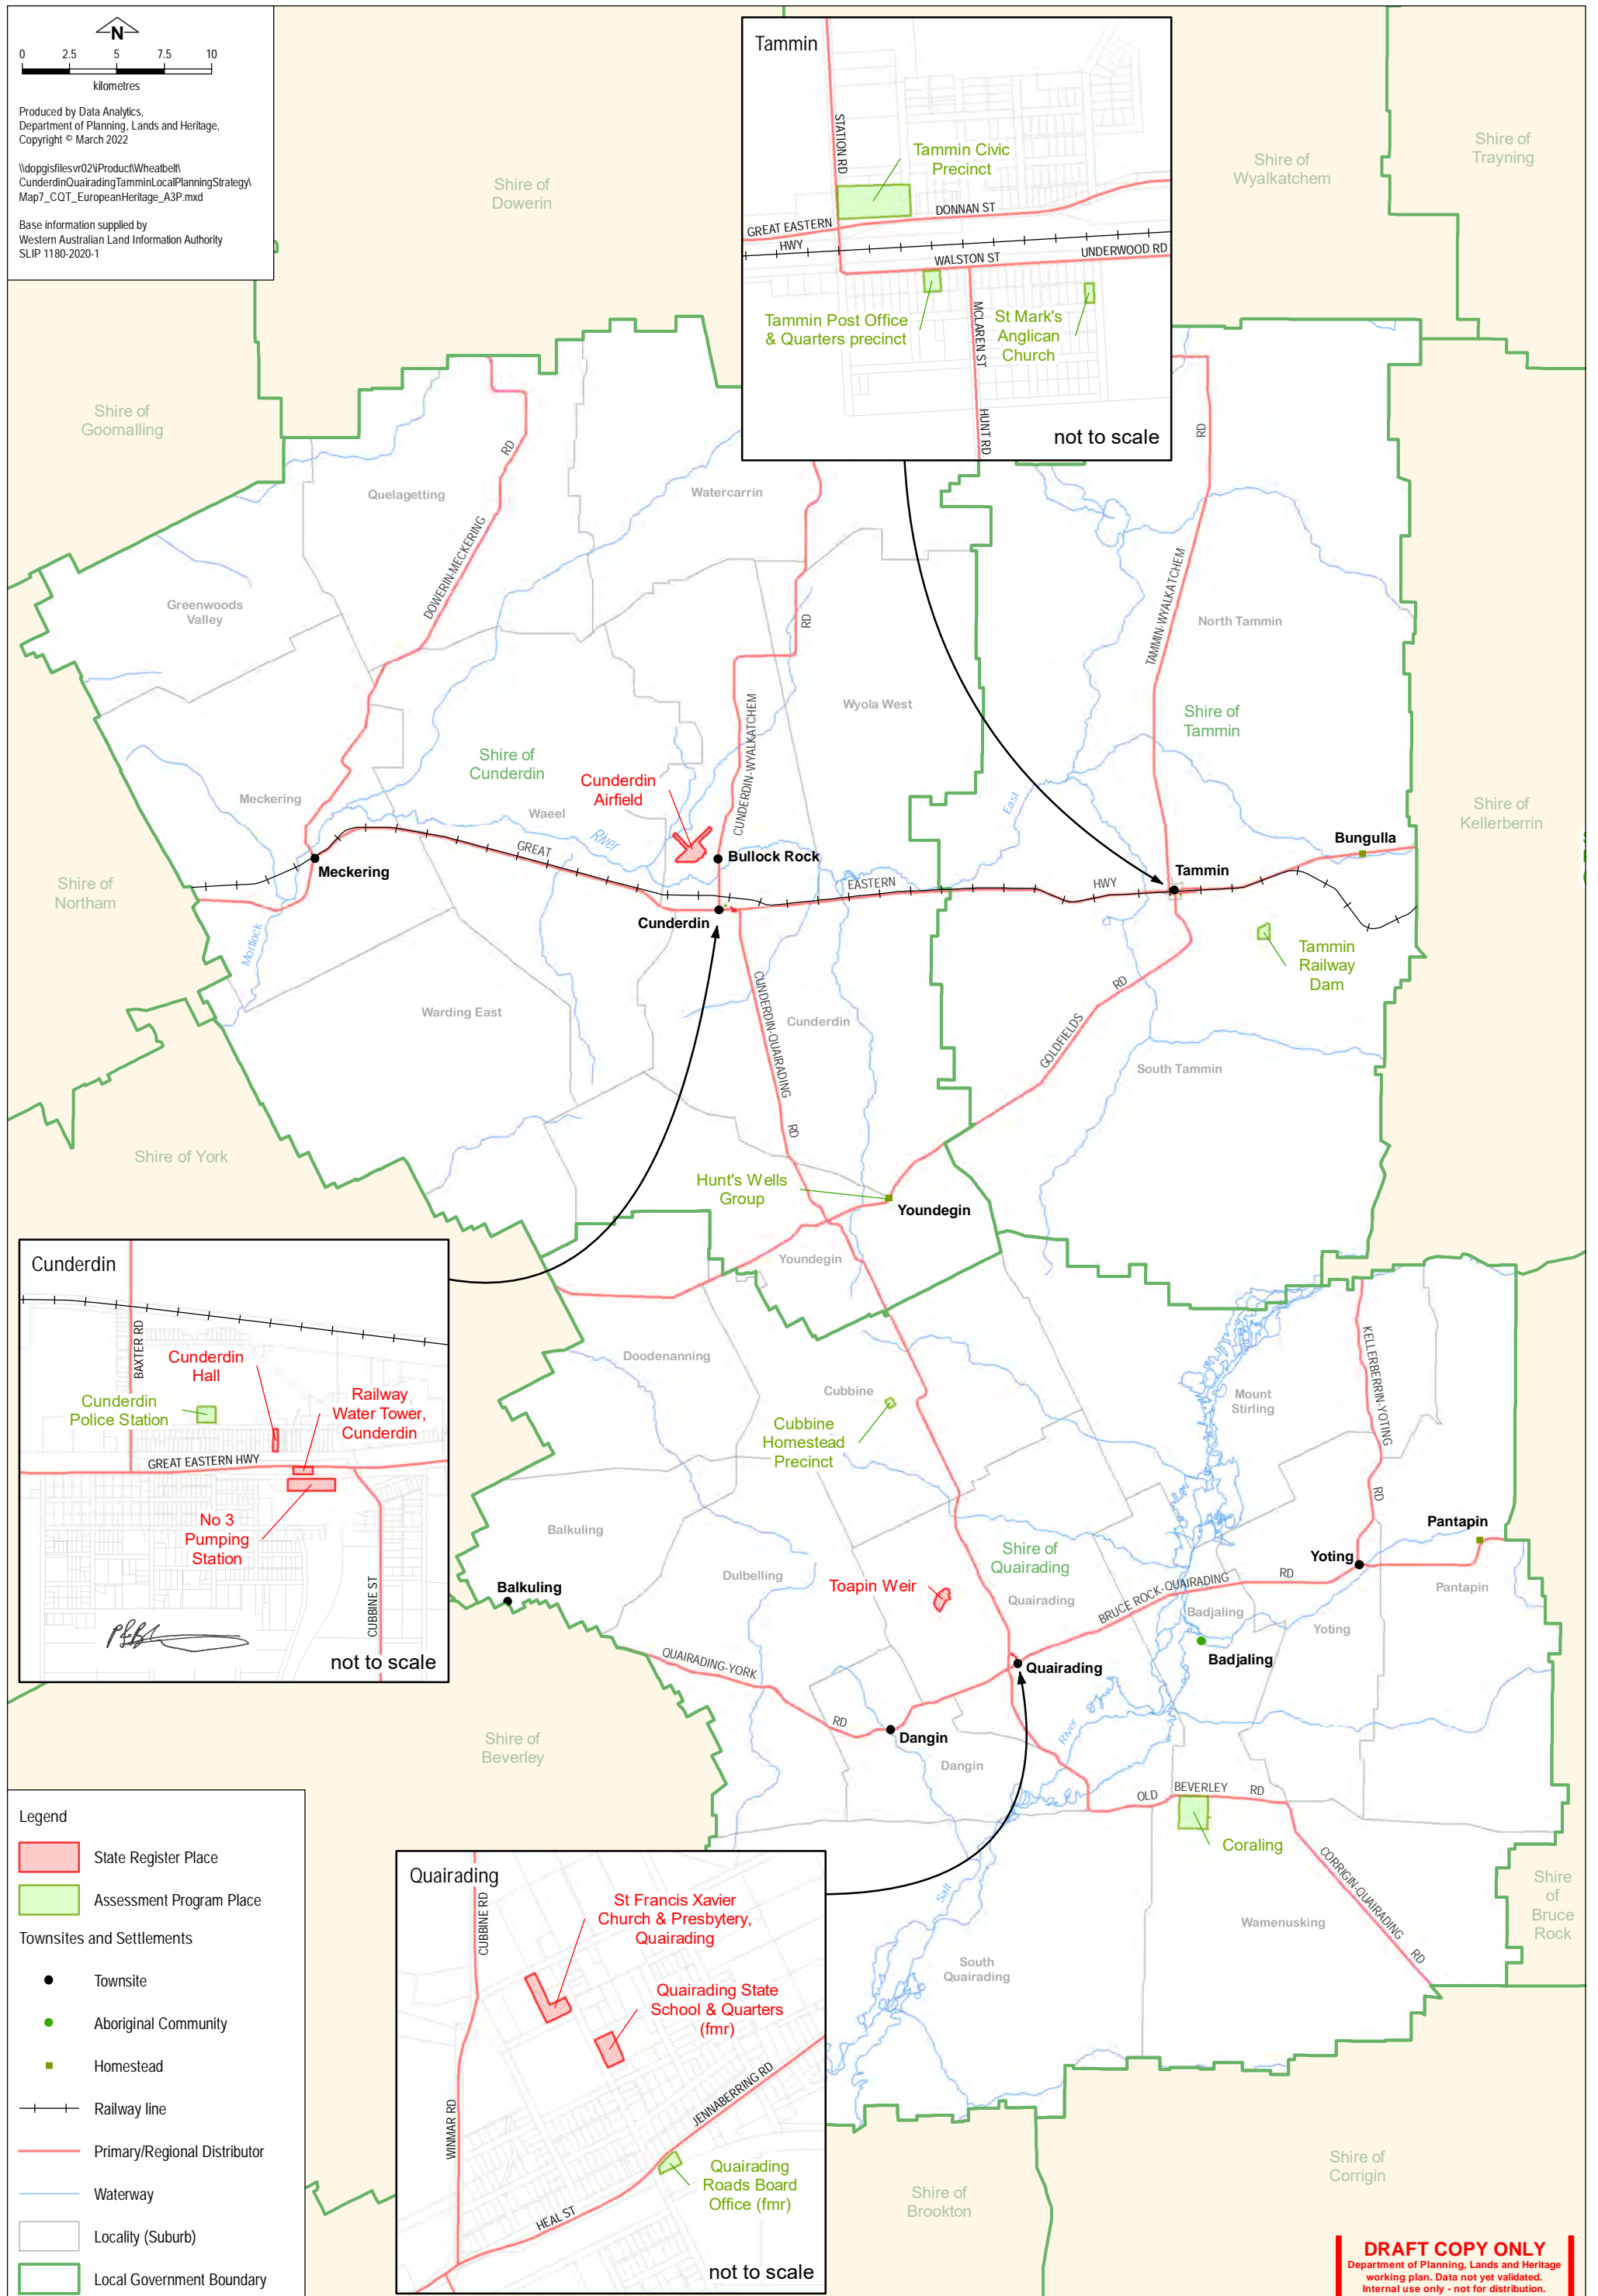 N
0 2.5 5 7.5 10
kilometres
Produced by Data Analytics,
Department of Planning, Lands and Heritage,
Copyright © March 2022
\\dopgisfilesvr02\iProduct\Wheatbelt\
CunderdinQuairadingTamminLocalPlanningStrategy\
Map7_CQT_EuropeanHeritage_A3P.mxd
Base information supplied by
Western Australian Land Information Authority
SLIP 1180-2020-1
Tammin
STATION RD
Tammin Civic
Precinct
DONNAN ST
GREAT EASTERN
HWY
WALSTON ST
UNDERWOOD RD
Tammin Post Office
& Quarters precinct
MCLAREN ST
St Mark's
Anglican
Church
HUNT RD
not to scale
Shire of
Dowerin
Shire of
Wyalkatchem
Shire of
Trayning
Shire of
Goomalling
Quelagetting
Watercarrin
RD
RD
DOWERIN-MECKERING
Greenwoods
Valley
RD
TAMMIN-WYALKATCHEM
North Tammin
Wyola West
CUNDERDIN-WYALKATCHEM
Shire of
Tammin
Shire of
Cunderdin
Cunderdin
Airfield
Meckering
Waeel
East
Shire of
Kellerberrin
River
GREAT
Bungulla
Bullock Rock
Meckering
Tammin
EASTERN
HWY
Shire of
Northam
Cunderdin
Mortlock
Tammin
Railway
Dam
RD
CUNDERDIN-QUAIRADING
Warding East
Cunderdin
GOLDFIELDS
South Tammin
RD
Shire of York
Hunt's Wells
Group
Youndegin
Youndegin
Cunderdin
BAXTER RD
Cunderdin
Hall
Cunderdin
Police Station
Railway
Water Tower,
Cunderdin
GREAT EASTERN HWY
No 3
Pumping
Station
CUBBINE ST
not to scale
Doodenanning
Cubbine
Mount
Stirling
KELLERBERRIN-YOTING
Cubbine
Homestead
Precinct
RD
Pantapin
Balkuling
Shire of
Quairading
Yoting
Dulbelling
Toapin Weir
RD
Balkuling
Quairading
BRUCE ROCK-QUAIRADING
Pantapin
Badjaling
Yoting
QUAIRADING-YORK
Badjaling
Quairading
RD
Dangin
River
Shire of
Beverley
Dangin
OLD BEVERLEY RD
Coraling
CORRIGIN-QUAIRADING
RD
Shire
of
Bruce
Rock
Salt
Wamenusking
South
Quairading
Quairading
CUBBINE RD
St Francis Xavier
Church & Presbytery,
Quairading
Quairading State
School & Quarters
(fmr)
WINMAR RD
JENNABERRING RD
Quairading
Roads Board
Office (fmr)
HEAL ST
not to scale
Shire of
Brookton
Shire of
Corrigin
Legend
State Register Place
Assessment Program Place
Townsites and Settlements
Townsite
Aboriginal Community
Homestead
Railway line
Primary/Regional Distributor
Waterway
Locality (Suburb)
Local Government Boundary
DRAFT COPY ONLY
Department of Planning, Lands and Heritage
working plan. Data not yet validated.
Internal use only - not for distribution.